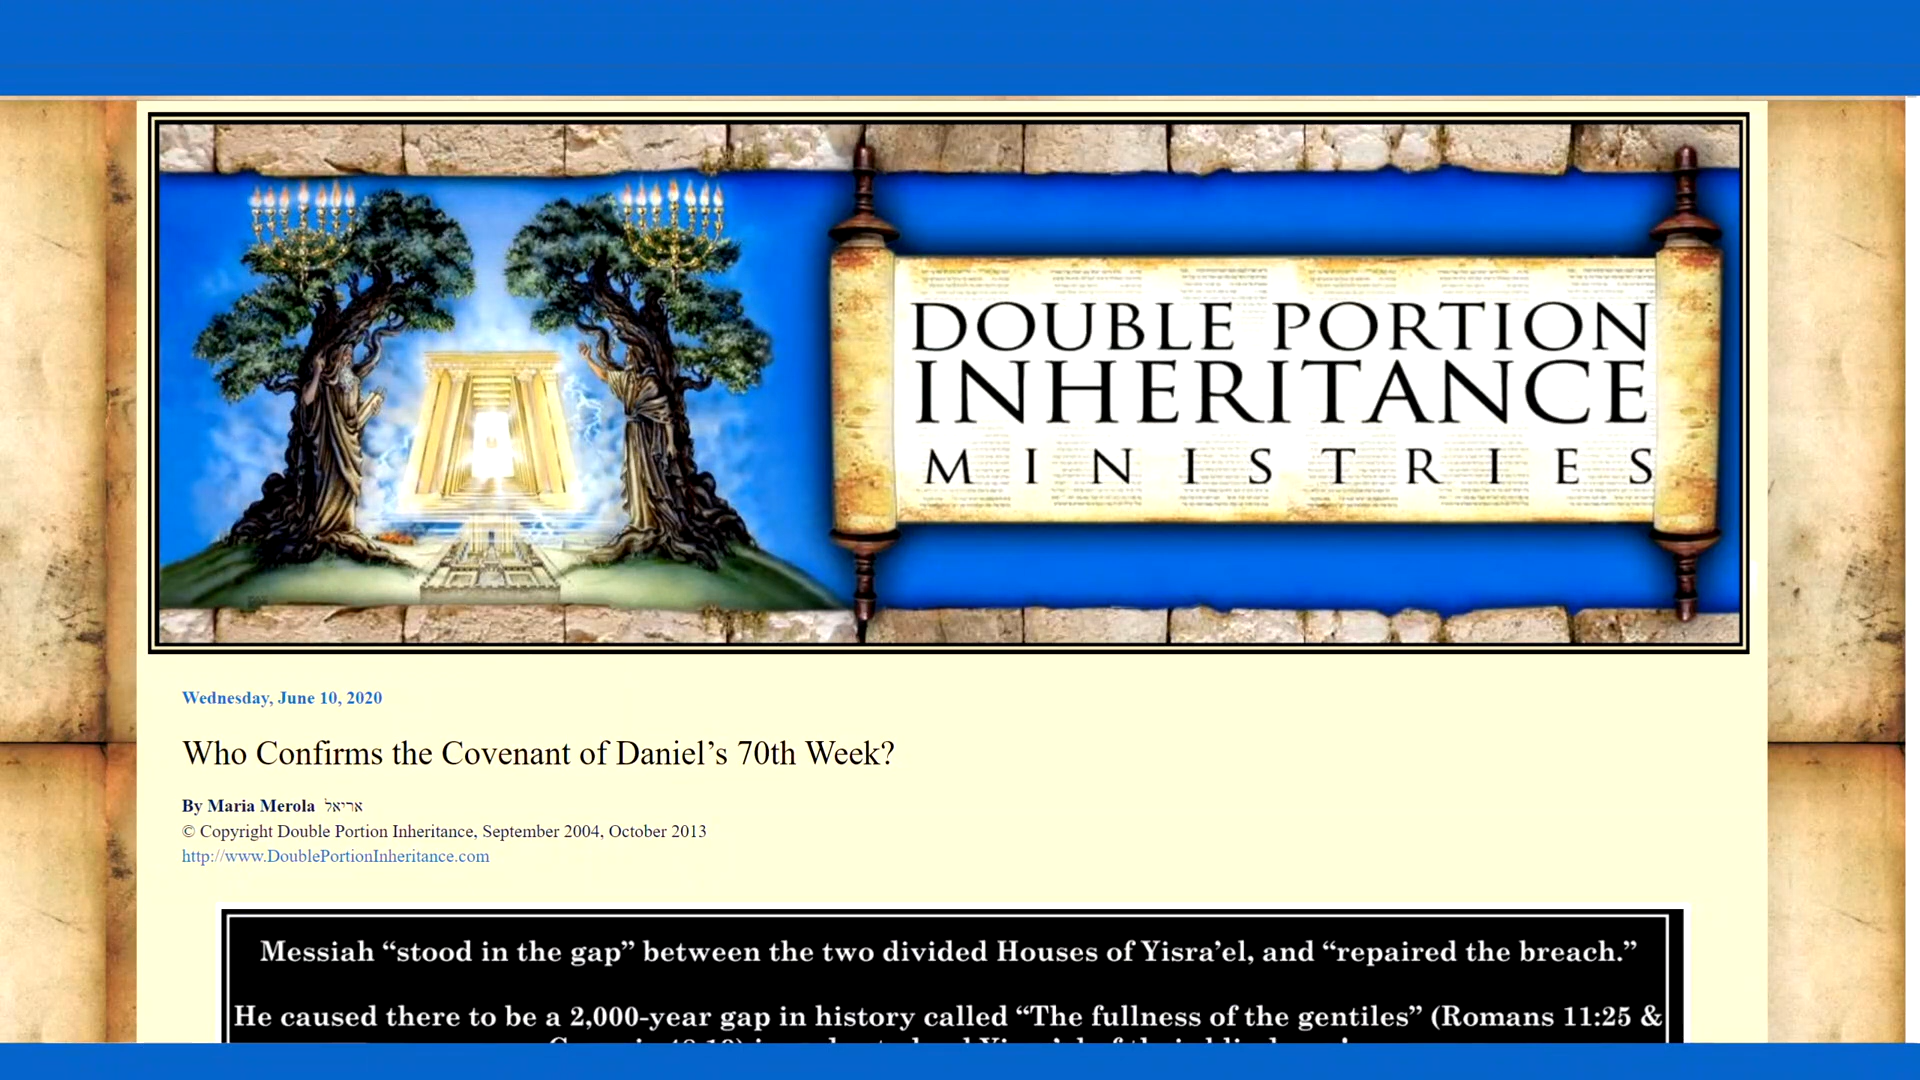 DOUBLE PORTION
INHERITANCE
MINISTRIES
Wednesday, June 10, 2020
Who Confirms the Covenant of Daniel’s 70th Week?
By Maria Merola אריאל
© Copyright Double Portion Inheritance, September 2004, October 2013
http://www.DoublePortionInheritance.com
Messiah “stood in the gap” between the two divided Houses of Yisra’el, and “repaired the breach.”
He caused there to be a 2,000-year gap in history called “The fullness of the gentiles” (Romans 11:25 &